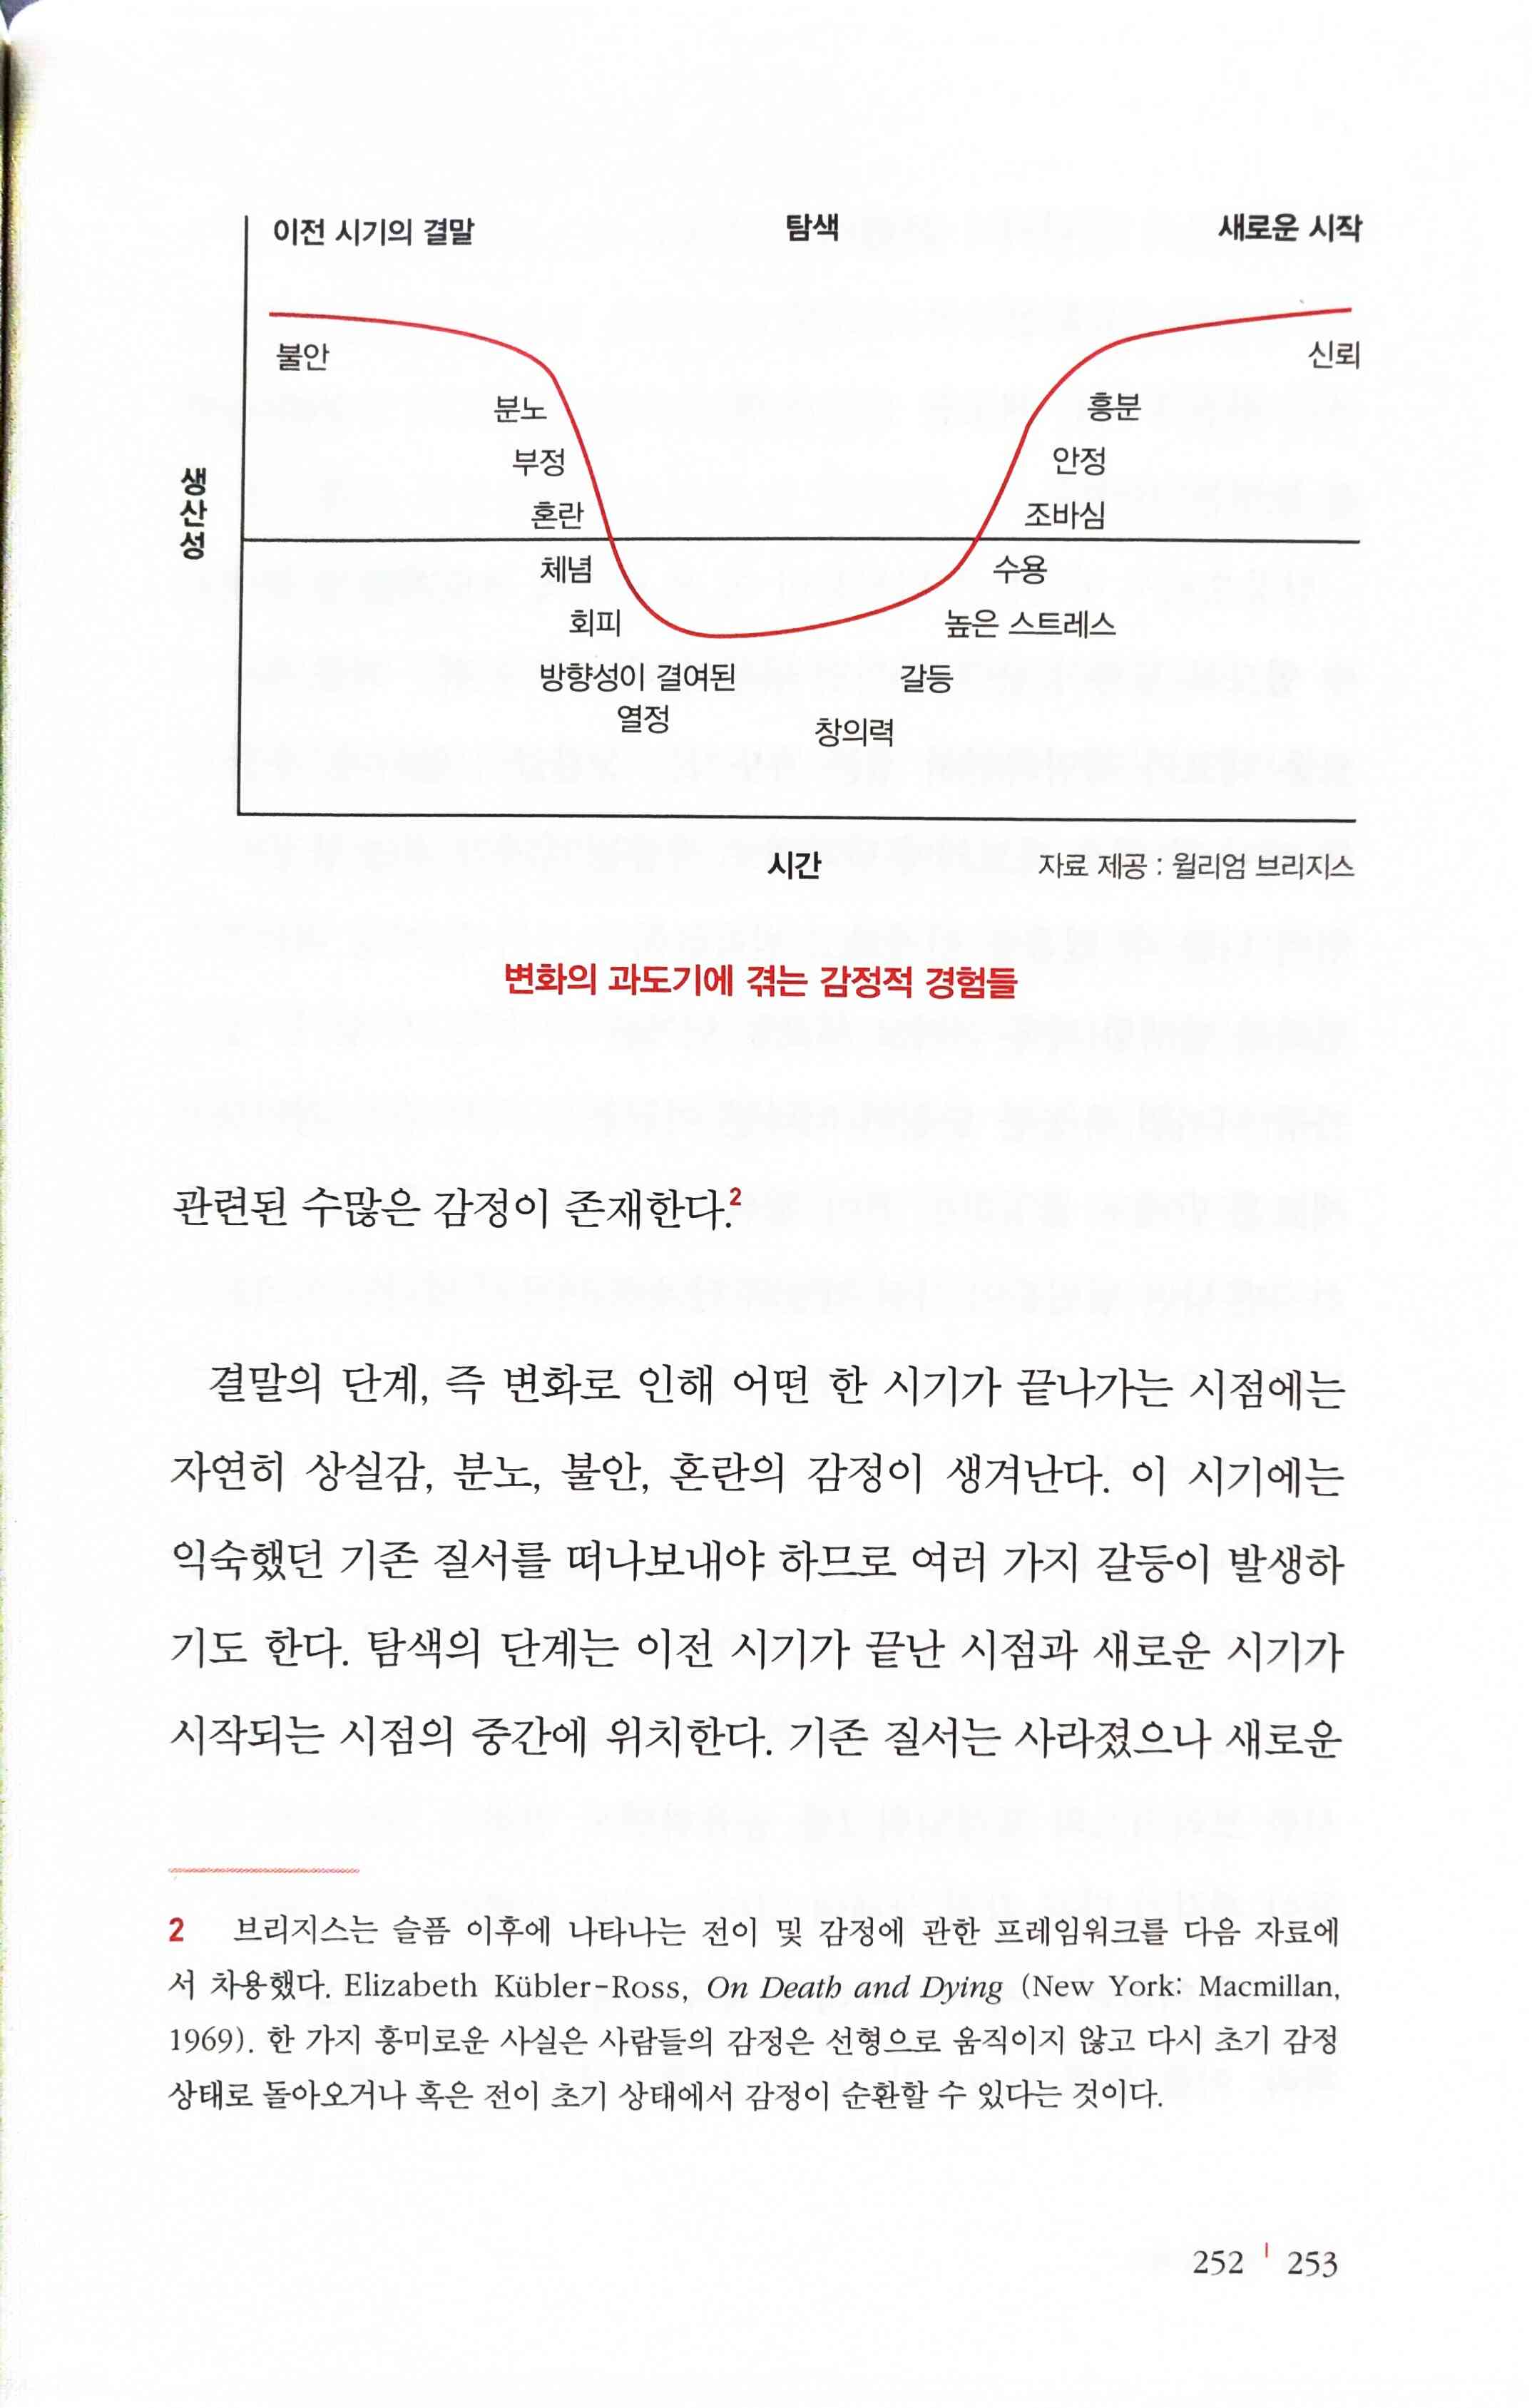 이전 시기의 결말 탐색 새로운 시작
불안 신뢰
분노 흥분
부정 안정
생산성
혼란 조바심
체념 수용
회피 높은 스트레스
방향성이 결여된 갈등
열정 창의력
시간 자료 제공 : 윌리엄 브리지스
변화의 과도기에 겪는 감정적 경험들
관련된 수많은 감정이 존재한다.2
결말의 단계, 즉 변화로 인해 어떤 한 시기가 끝나가는 시점에는
자연히 상실감, 분노, 불안, 혼란의 감정이 생겨난다. 이 시기에는
익숙했던 기존 질서를 떠나보내야 하므로 여러 가지 갈등이 발생하
기도 한다. 탐색의 단계는 이전 시기가 끝난 시점과 새로운 시기가
시작되는 시점의 중간에 위치한다. 기존 질서는 사라졌으나 새로운
2 브리지스는 슬픔 이후에 나타나는 전이 및 감정에 관한 프레임워크를 다음 자료에
서 차용했다. Elizabeth Kübler-Ross, On Death and Dying (New York: Macmillan,
1969). 한 가지 흥미로운 사실은 사람들의 감정은 선형으로 움직이지 않고 다시 초기 감정
상태로 돌아오거나 혹은 전이 초기 상태에서 감정이 순환할 수 있다는 것이다.
252 | 253